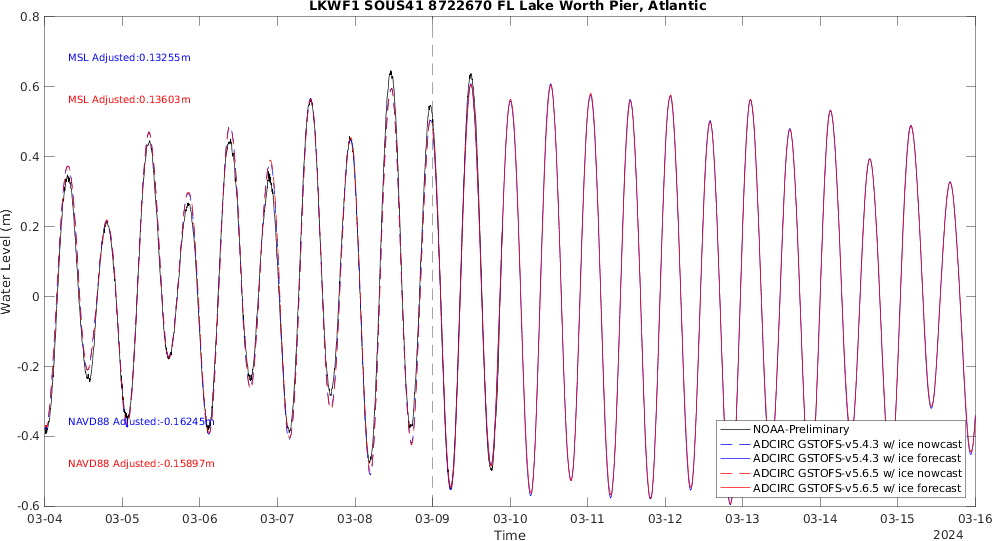 LKWF1 SOUS41 8722670 FL Lake Worth Pier, Atlantic
0.8
0.6
0.4
0.2
0
-0.2
-0.4
-0.6
Water Level (m)
MSL Adjusted:0.13255m
MSL Adjusted:0.13603m
NAVD88 Adjusted:-0.16245m
NAVD88 Adjusted:-0.15897m
NOAA-Preliminary
ADCIRC GSTOFS-v5.4.3 w/ ice nowcast
ADCIRC GSTOFS-v5.4.3 w/ ice forecast
ADCIRC GSTOFS-v5.6.5 w/ ice nowcast
ADCIRC GSTOFS-v5.6.5 w/ ice forecast
03-04 03-05 03-06 03-07 03-08 03-09 03-10 03-11 03-12 03-13 03-14 03-15 03-16
Time
2024